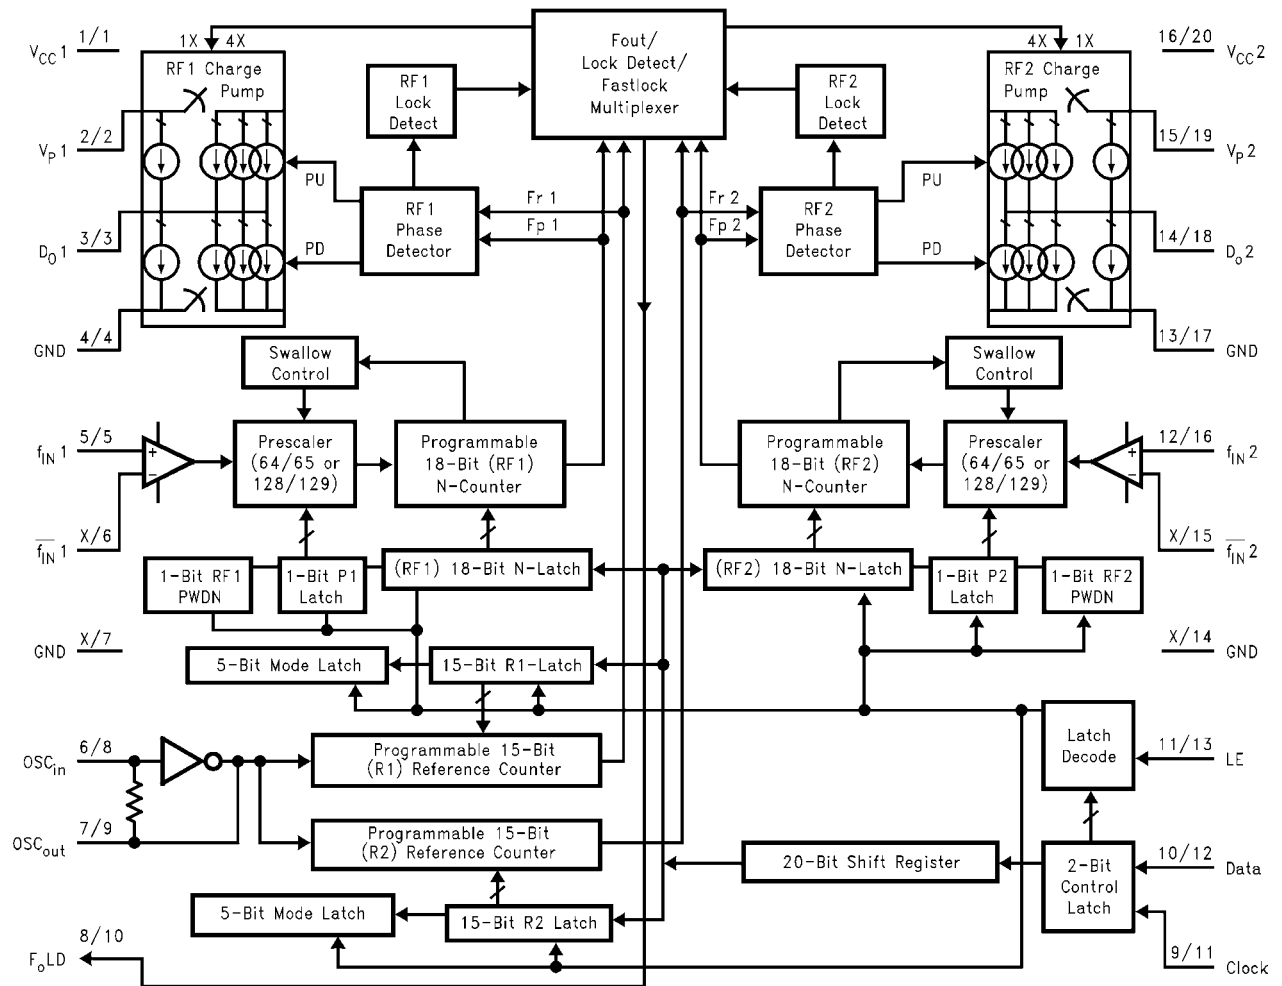 1/1
V_CC 1
1X 4X
RF1 Charge
Pump
2/2
V_P 1
3/3
D_o 1
4/4
GND
PU
PD
RF1
Lock
Detect
RF1
Phase
Detector
Fout/
Lock Detect/
Fastlock
Multiplexer
Fr 1
Fp 1
Fr 2
Fp 2
RF2
Lock
Detect
RF2
Phase
Detector
PU
PD
4X 1X
RF2 Charge
Pump
16/20
V_CC 2
15/19
V_P 2
14/18
D_o 2
13/17
GND
Swallow
Control
5/5
f_IN 1
+
−
X/6
f̅_IN 1
Prescaler
(64/65 or
128/129)
Programmable
18-Bit (RF1)
N-Counter
Programmable
18-Bit (RF2)
N-Counter
Swallow
Control
Prescaler
(64/65 or
128/129)
+
−
12/16
f_IN 2
X/15
f̅_IN 2
1-Bit RF1
PWDN
1-Bit P1
Latch
(RF1) 18-Bit N-Latch
(RF2) 18-Bit N-Latch
1-Bit P2
Latch
1-Bit RF2
PWDN
X/7
GND
X/14
GND
5-Bit Mode Latch
15-Bit R1-Latch
6/8
OSC_in
Programmable 15-Bit
(R1) Reference Counter
Latch
Decode
11/13
LE
7/9
OSC_out
Programmable 15-Bit
(R2) Reference Counter
20-Bit Shift Register
2-Bit
Control
Latch
10/12
Data
5-Bit Mode Latch
15-Bit R2 Latch
8/10
F_oLD
9/11
Clock